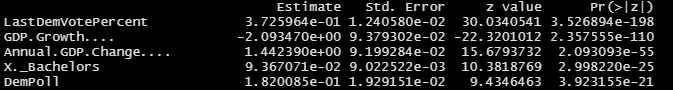 Estimate Std. Error z value Pr(>|z|)
LastDemVotePercent 3.725964e-01 1.240580e-02 30.0340541 3.526894e-198
GDP.Growth.... -2.093470e+00 9.379302e-02 -22.3201012 2.357555e-110
Annual.GDP.Change.... 1.442390e+00 9.199284e-02 15.6793732 2.093093e-55
X._Bachelors 9.367071e-02 9.022522e-03 10.3818769 2.998220e-25
DemPoll 1.820085e-01 1.929151e-02 9.4346463 3.923155e-21